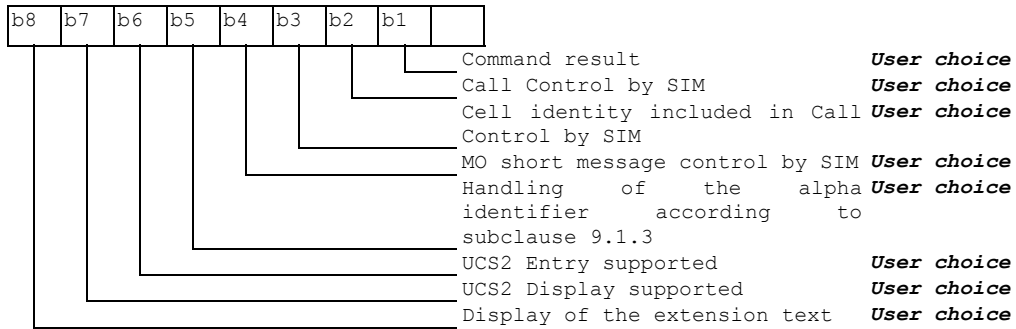 b8 b7 b6 b5 b4 b3 b2 b1
Command result User choice
Call Control by SIM User choice
Cell identity included in Call User choice
Control by SIM
MO short message control by SIM User choice
Handling of the alpha User choice
identifier according to
subclause 9.1.3
UCS2 Entry supported User choice
UCS2 Display supported User choice
Display of the extension text User choice